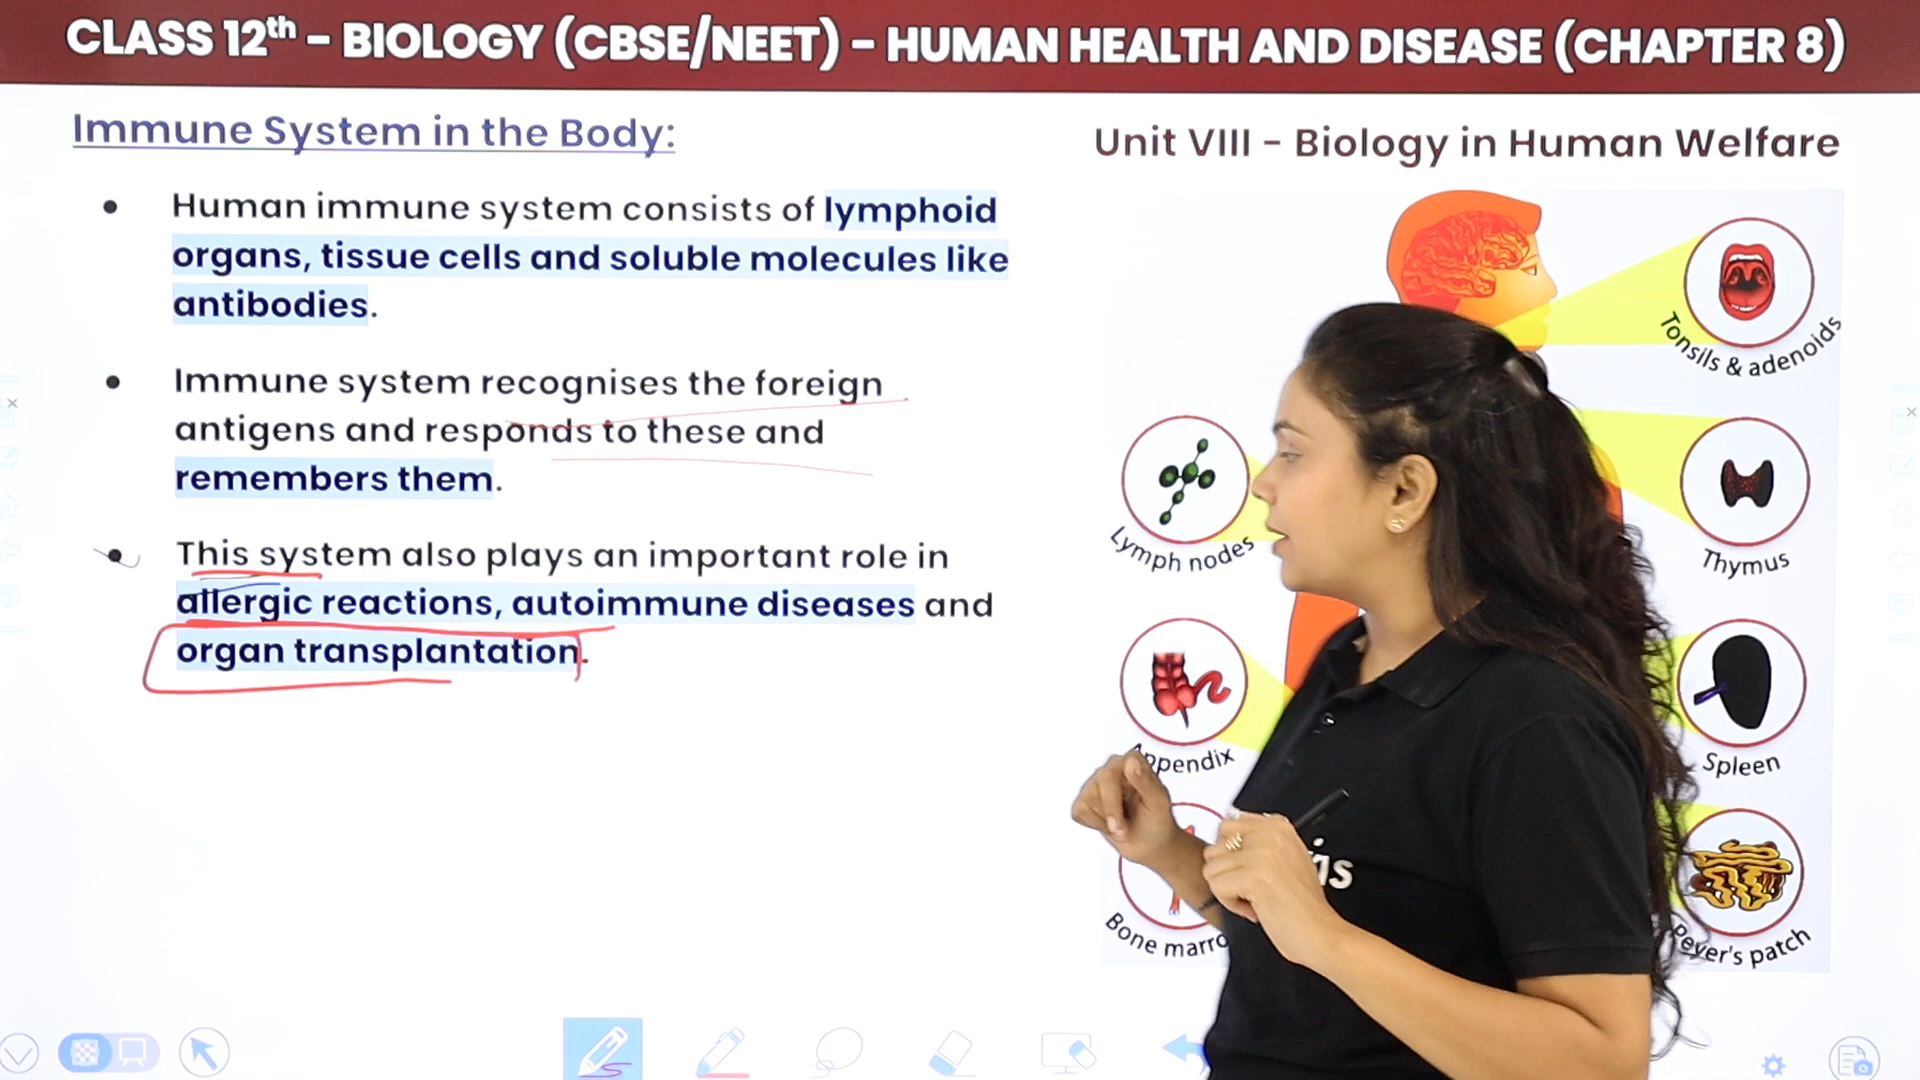 CLASS 12th – BIOLOGY (CBSE/NEET) – HUMAN HEALTH AND DISEASE (CHAPTER 8)
Immune System in the Body:
Unit VIII – Biology in Human Welfare
• Human immune system consists of lymphoid
organs, tissue cells and soluble molecules like
antibodies.
• Immune system recognises the foreign
antigens and responds to these and
remembers them.
• This system also plays an important role in
allergic reactions, autoimmune diseases and
organ transplantation.
Tonsils & adenoids
Lymph nodes
Thymus
Appendix
Spleen
Bone marro
Peyer's patch